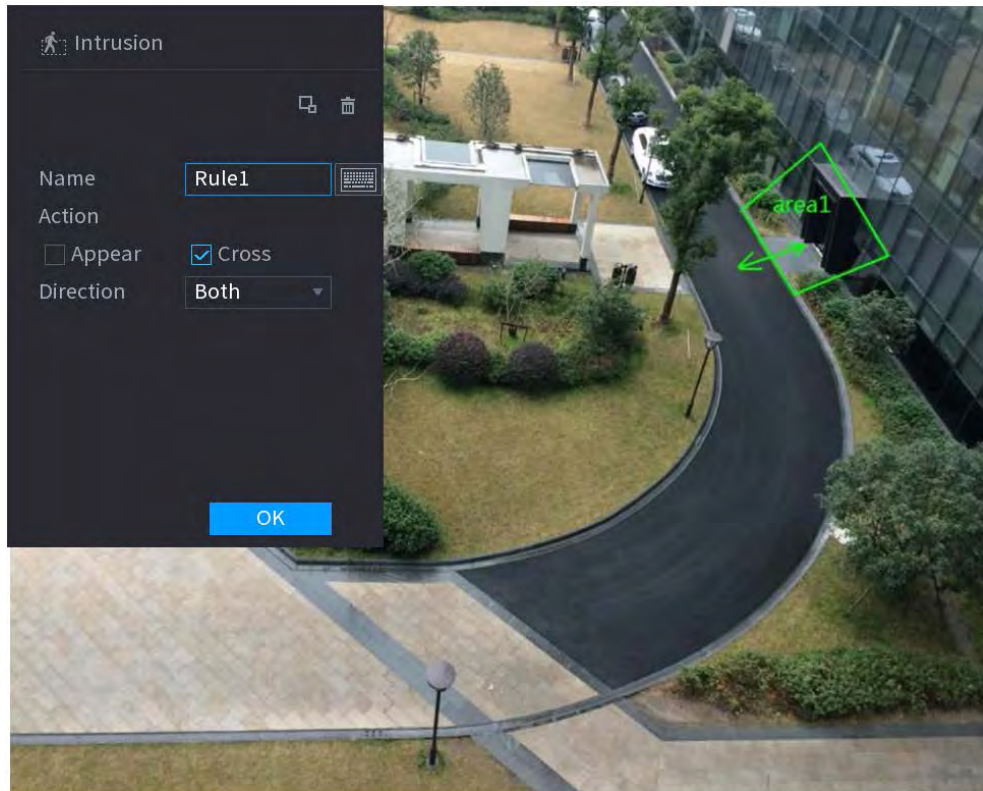 Intrusion
Name Rule1
Action
Appear Cross
Direction Both
OK
area1